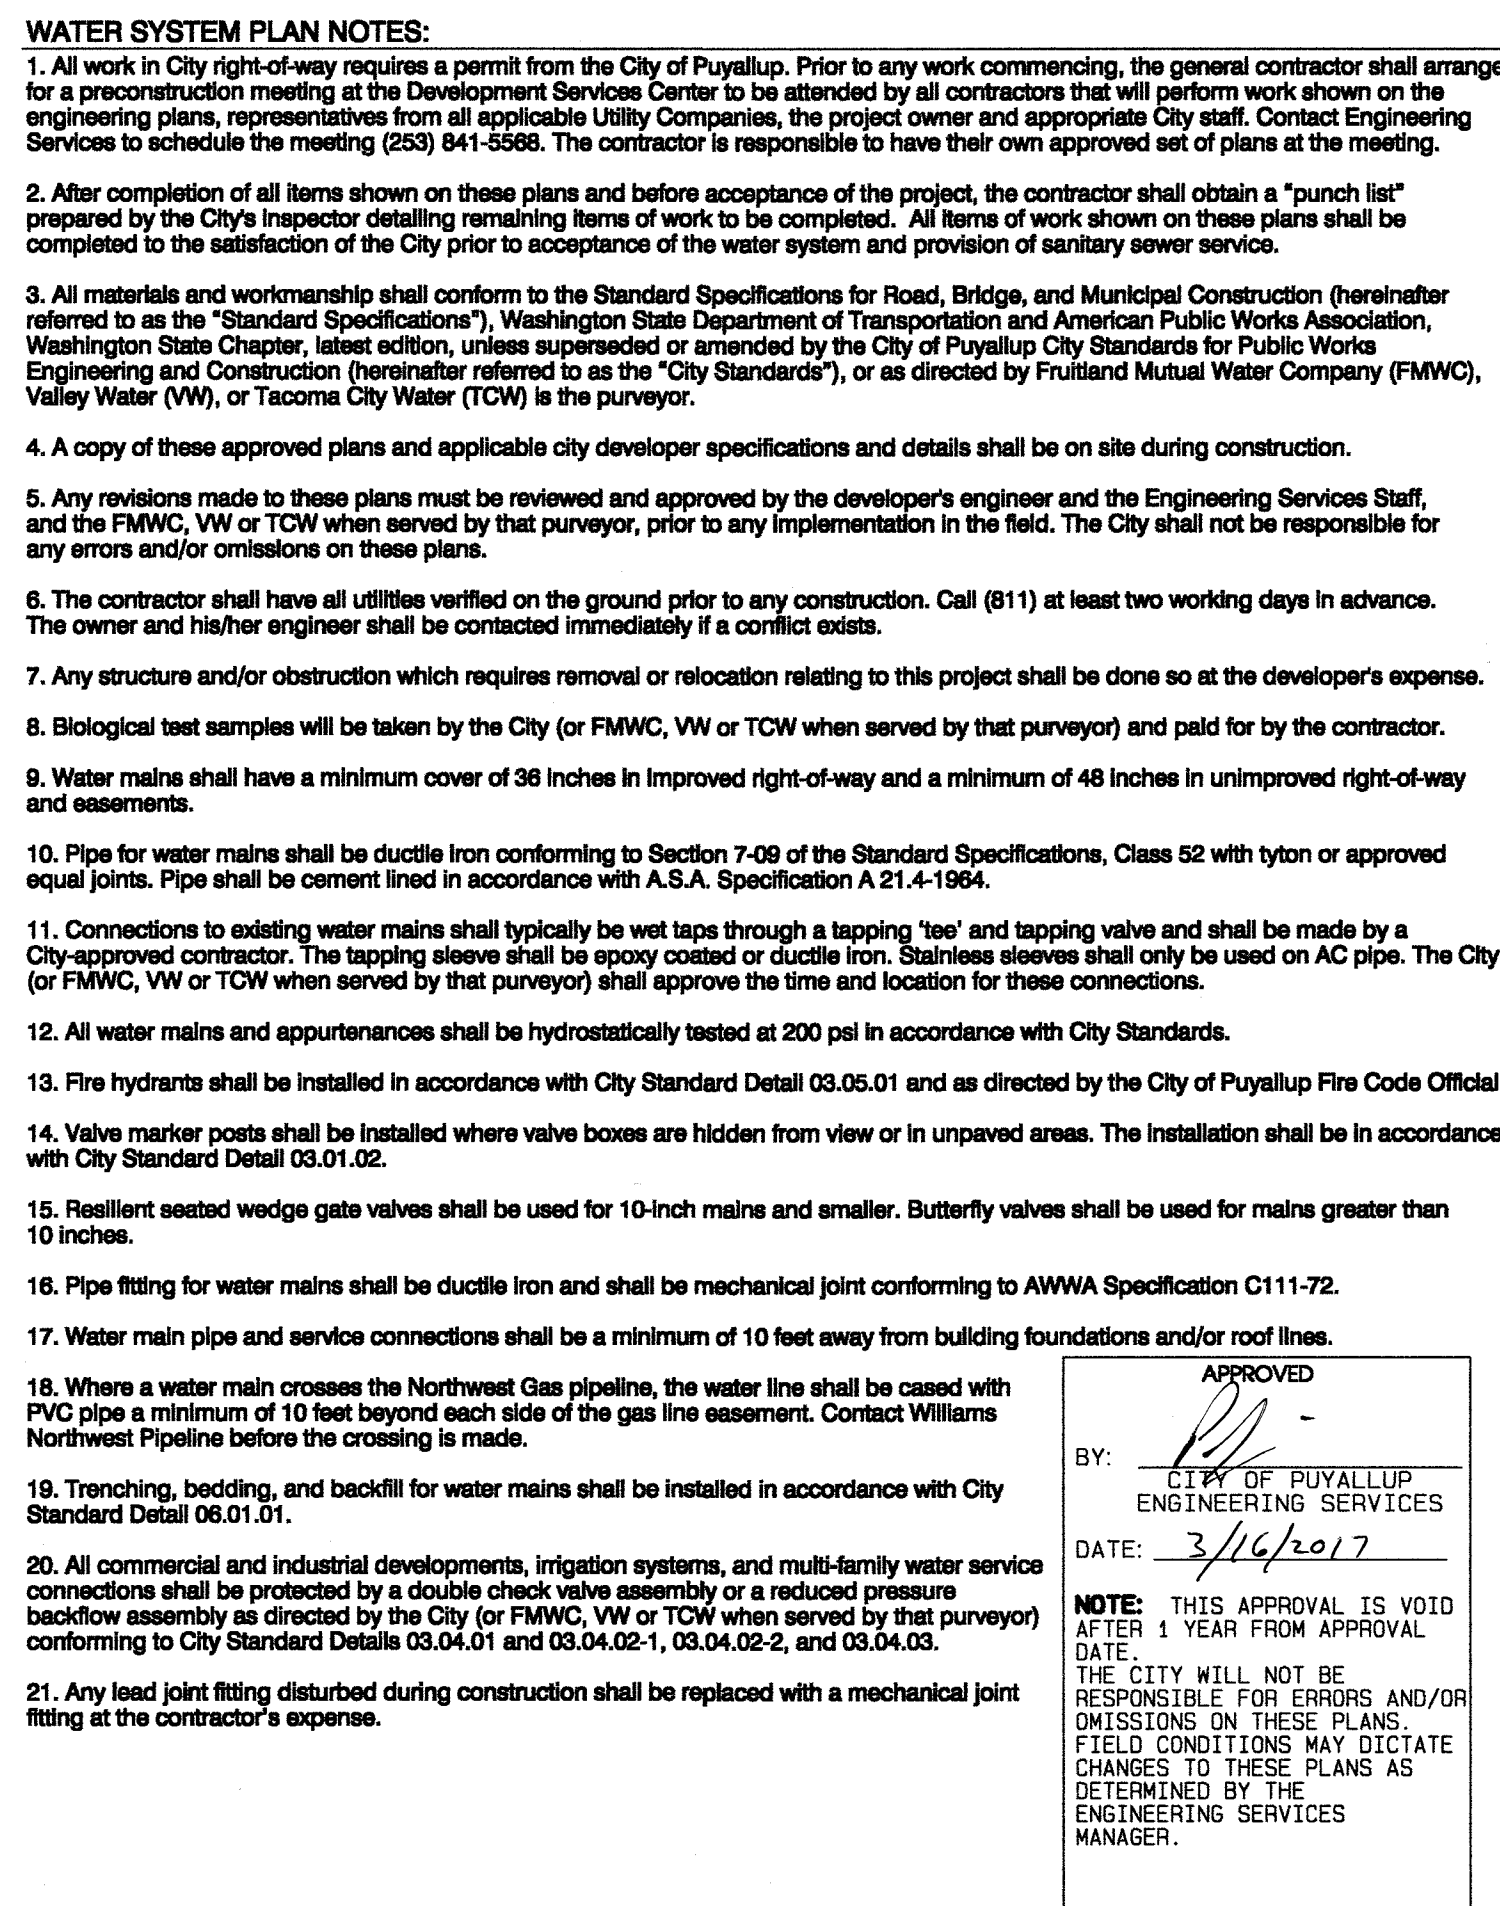 WATER SYSTEM PLAN NOTES:
1. All work in City right-of-way requires a permit from the City of Puyallup. Prior to any work commencing, the general contractor shall arrange
for a preconstruction meeting at the Development Services Center to be attended by all contractors that will perform work shown on the
engineering plans, representatives from all applicable Utility Companies, the project owner and appropriate City staff. Contact Engineering
Services to schedule the meeting (253) 841-5568. The contractor is responsible to have their own approved set of plans at the meeting.
2. After completion of all items shown on these plans and before acceptance of the project, the contractor shall obtain a "punch list"
prepared by the City's inspector detailing remaining items of work to be completed. All items of work shown on these plans shall be
completed to the satisfaction of the City prior to acceptance of the water system and provision of sanitary sewer service.
3. All materials and workmanship shall conform to the Standard Specifications for Road, Bridge, and Municipal Construction (hereinafter
referred to as the "Standard Specifications"), Washington State Department of Transportation and American Public Works Association,
Washington State Chapter, latest edition, unless superseded or amended by the City of Puyallup City Standards for Public Works
Engineering and Construction (hereinafter referred to as the "City Standards"), or as directed by Fruitland Mutual Water Company (FMWC),
Valley Water (VW), or Tacoma City Water (TCW) is the purveyor.
4. A copy of these approved plans and applicable city developer specifications and details shall be on site during construction.
5. Any revisions made to these plans must be reviewed and approved by the developer's engineer and the Engineering Services Staff,
and the FMWC, VW or TCW when served by that purveyor, prior to any implementation in the field. The City shall not be responsible for
any errors and/or omissions on these plans.
6. The contractor shall have all utilities verified on the ground prior to any construction. Call (811) at least two working days in advance.
The owner and his/her engineer shall be contacted immediately if a conflict exists.
7. Any structure and/or obstruction which requires removal or relocation relating to this project shall be done so at the developer's expense.
8. Biological test samples will be taken by the City (or FMWC, VW or TCW when served by that purveyor) and paid for by the contractor.
9. Water mains shall have a minimum cover of 36 inches in improved right-of-way and a minimum of 48 inches in unimproved right-of-way
and easements.
10. Pipe for water mains shall be ductile iron conforming to Section 7-09 of the Standard Specifications, Class 52 with tyton or approved
equal joints. Pipe shall be cement lined in accordance with A.S.A. Specification A 21.4-1964.
11. Connections to existing water mains shall typically be wet taps through a tapping 'tee' and tapping valve and shall be made by a
City-approved contractor. The tapping sleeve shall be epoxy coated or ductile iron. Stainless sleeves shall only be used on AC pipe. The City
(or FMWC, VW or TCW when served by that purveyor) shall approve the time and location for these connections.
12. All water mains and appurtenances shall be hydrostatically tested at 200 psi in accordance with City Standards.
13. Fire hydrants shall be installed in accordance with City Standard Detail 03.05.01 and as directed by the City of Puyallup Fire Code Official
14. Valve marker posts shall be installed where valve boxes are hidden from view or in unpaved areas. The installation shall be in accordance
with City Standard Detail 03.01.02.
15. Resilient seated wedge gate valves shall be used for 10-inch mains and smaller. Butterfly valves shall be used for mains greater than
10 inches.
16. Pipe fitting for water mains shall be ductile iron and shall be mechanical joint conforming to AWWA Specification C111-72.
17. Water main pipe and service connections shall be a minimum of 10 feet away from building foundations and/or roof lines.
18. Where a water main crosses the Northwest Gas pipeline, the water line shall be cased with
PVC pipe a minimum of 10 feet beyond each side of the gas line easement. Contact Williams
Northwest Pipeline before the crossing is made.
19. Trenching, bedding, and backfill for water mains shall be installed in accordance with City
Standard Detail 06.01.01.
20. All commercial and industrial developments, irrigation systems, and multi-family water service
connections shall be protected by a double check valve assembly or a reduced pressure
backflow assembly as directed by the City (or FMWC, VW or TCW when served by that purveyor)
conforming to City Standard Details 03.04.01 and 03.04.02-1, 03.04.02-2, and 03.04.03.
21. Any lead joint fitting disturbed during construction shall be replaced with a mechanical joint
fitting at the contractor's expense.
APPROVED
BY:
CITY OF PUYALLUP
ENGINEERING SERVICES
DATE: 3/16/2017
NOTE: THIS APPROVAL IS VOID
AFTER 1 YEAR FROM APPROVAL
DATE.
THE CITY WILL NOT BE
RESPONSIBLE FOR ERRORS AND/OR
OMISSIONS ON THESE PLANS.
FIELD CONDITIONS MAY DICTATE
CHANGES TO THESE PLANS AS
DETERMINED BY THE
ENGINEERING SERVICES
MANAGER.